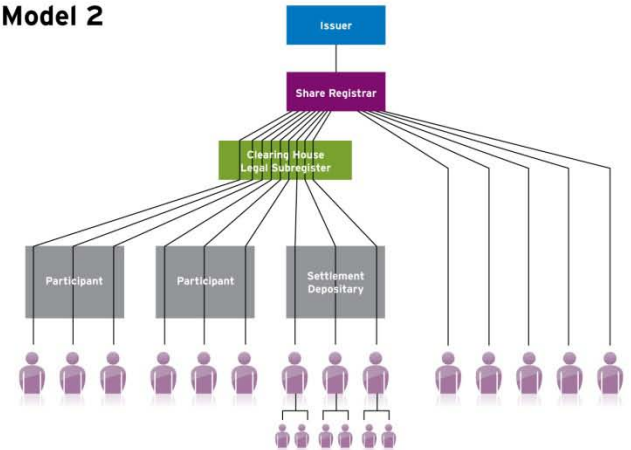 Model 2
Issuer
Share Registrar
Clearing House
Legal Subregister
Participant
Participant
Settlement
Depositary